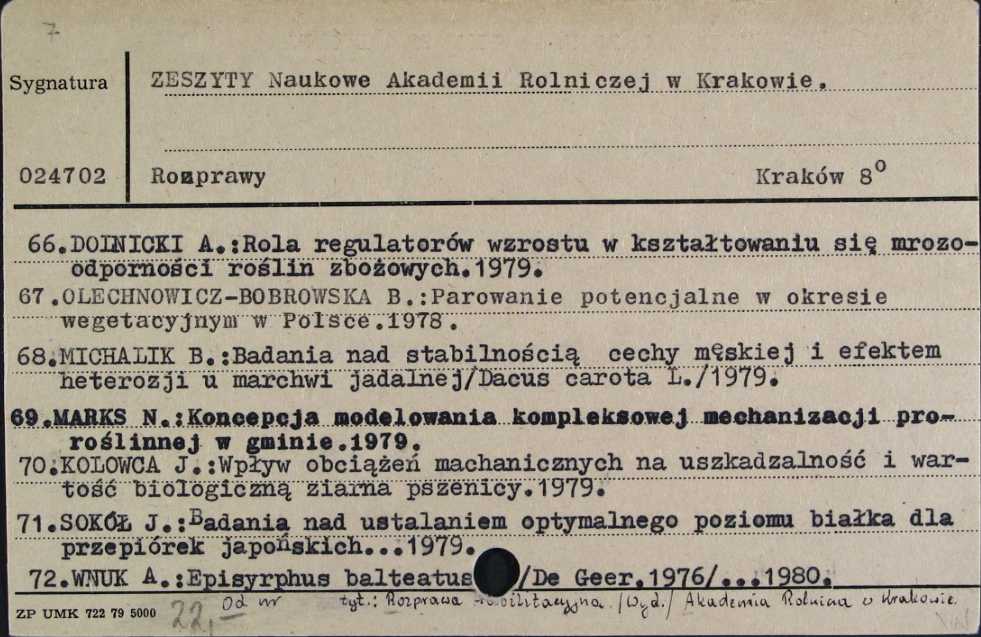 7
Sygnatura
ZESZYTY Naukowe Akademii Rolniczej w Krakowie.
024702
Rozprawy
Kraków 8°
66.DOINICKI A.:Rola regulatorów wzrostu w kształtowaniu się mrozo-
odporności roślin zbożowych.1979.
67.OLECHNOWICZ-BOBROWSKA B.:Parowanie potencjalne w okresie
wegetacyjnym w Polsce.1978.
68.MICHALIK B.:Badania nad stabilnością cechy męskiej i efektem
heterozji u marchwi jadalnej/Dacus carota L./1979.
69.MARKS N.:Koncepcja modelowania kompleksowej mechanizacji pro-
roślinnej w gminie.1979.
70.KOLOWCA J.:Wpływ obciążeń machanicznych na uszkadzalność i war-
tość biologiczną ziarna pszenicy.1979.
71.SOKÓŁ J.:Badania nad ustalaniem optymalnego poziomu białka dla
przepiórek japońskich...1979.
72.WNUK A.:Episyrphus balteatus /De Geer.1976/...1980.
ZP UMK 722 79 5000
22,-
Od nr tyt.: Rozprawa habilitacyjna. /Wyd./ Akademia Rolnicza w Krakowie.